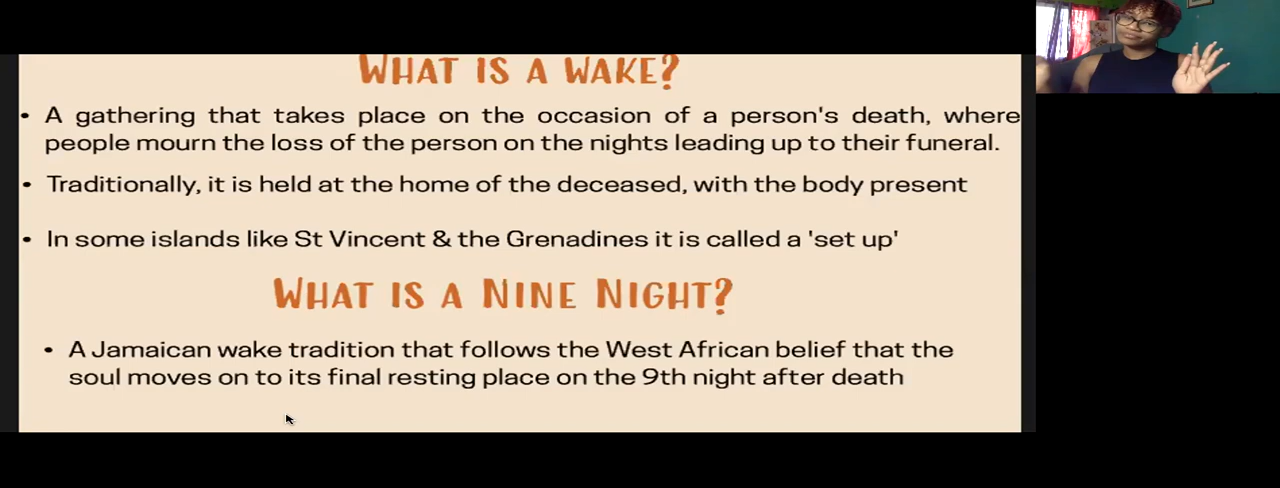 WHAT IS A WAKE?
• A gathering that takes place on the occasion of a person's death, where
people mourn the loss of the person on the nights leading up to their funeral.
• Traditionally, it is held at the home of the deceased, with the body present
• In some islands like St Vincent & the Grenadines it is called a 'set up'
WHAT IS A NINE NIGHT?
• A Jamaican wake tradition that follows the West African belief that the
soul moves on to its final resting place on the 9th night after death